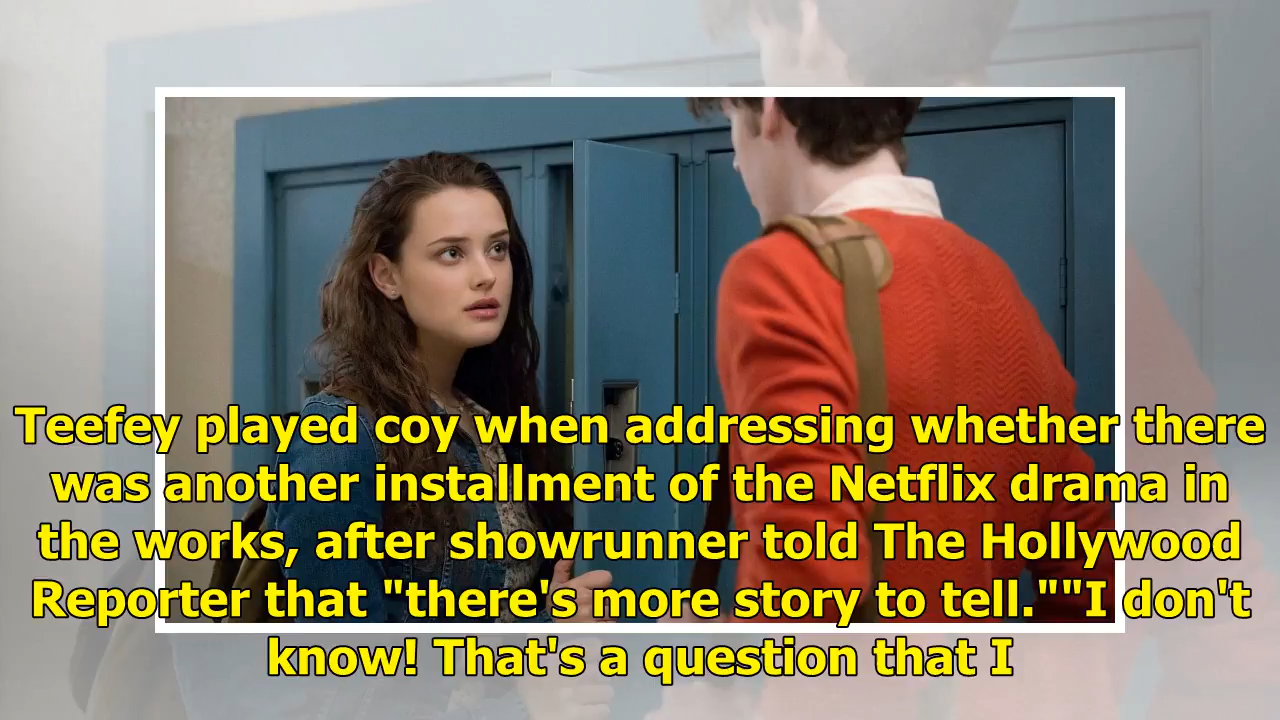 Teefey played coy when addressing whether there
was another installment of the Netflix drama in
the works, after showrunner told The Hollywood
Reporter that "there's more story to tell.""I don't
know! That's a question that I